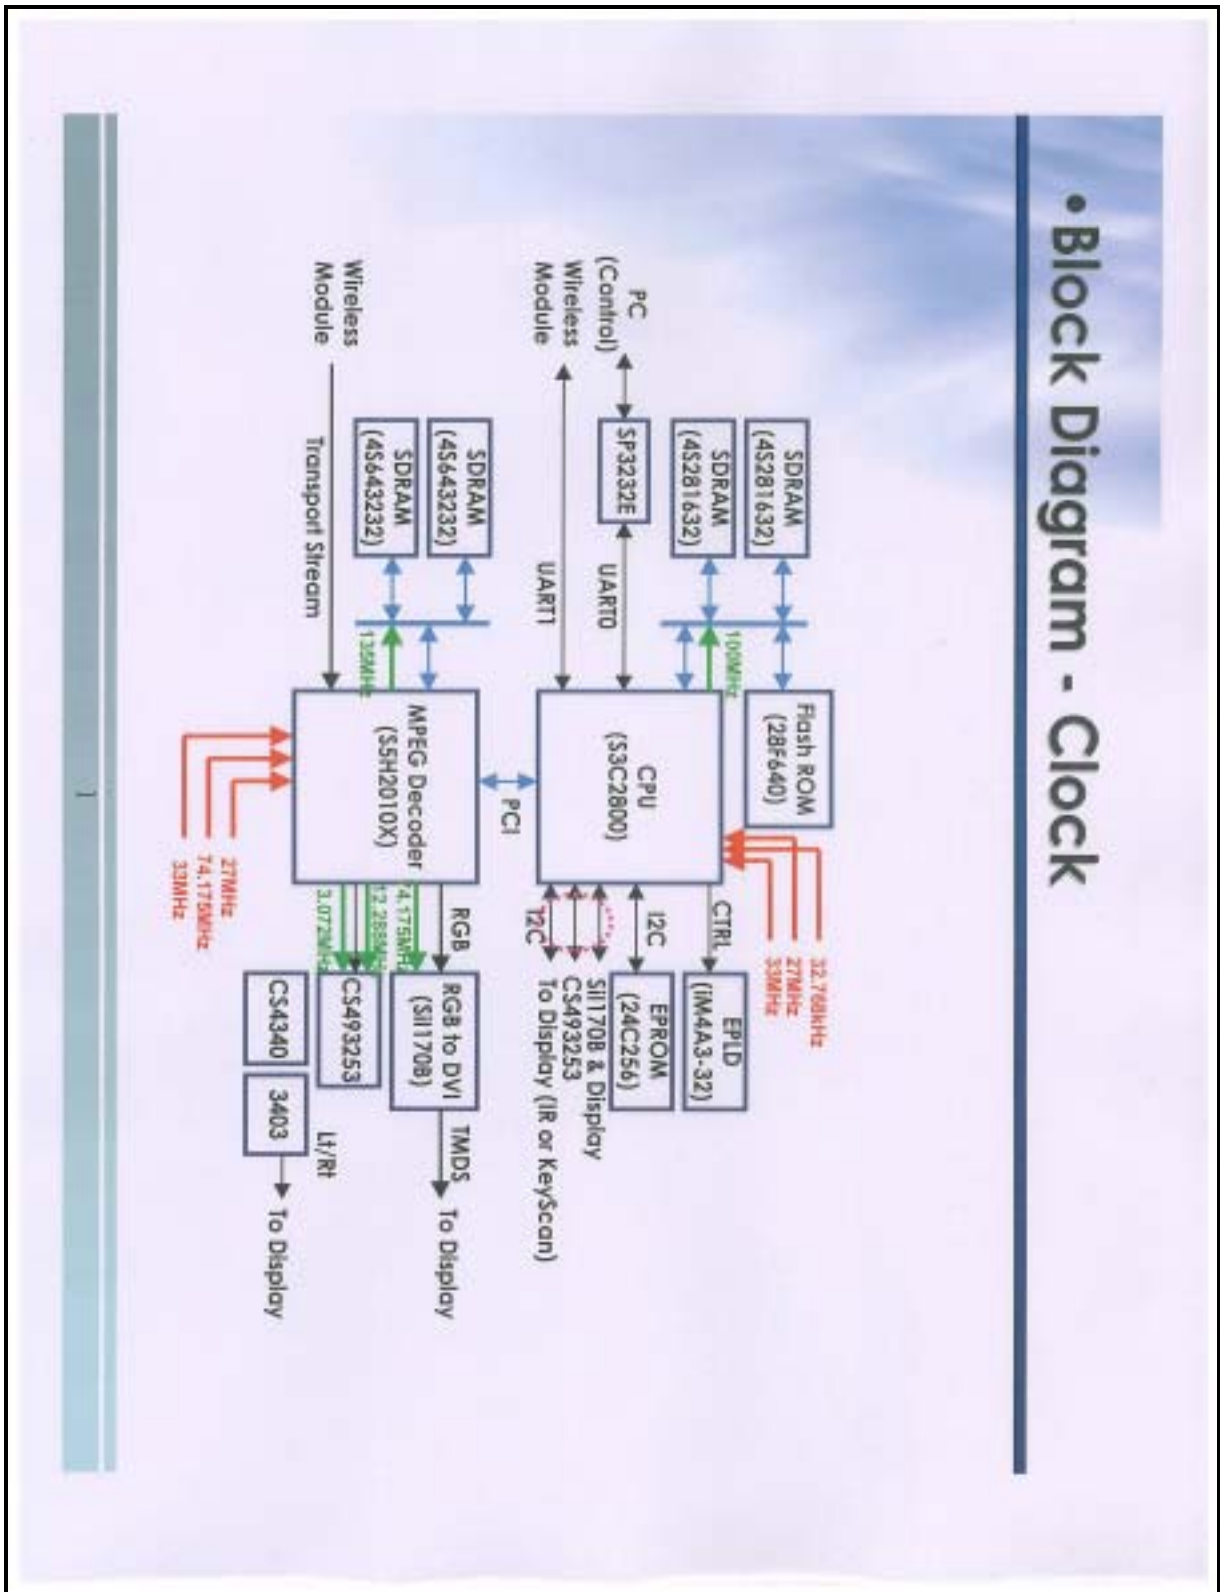 • Block Diagram - Clock
32.768kHz
27MHz
33MHz
SDRAM
(4S281632)
Flash ROM
(28F640)
SDRAM
(4S281632)
100MHz
CTRL
EPLD
(iM4A3-32)
PC
(Control)
SP3232E
UART0
CPU
(S3C2800)
I2C
EPROM
(24C256)
Wireless
Module
UART1
I2C
SiI170B & Display
CS493253
To Display (IR or KeyScan)
PCI
SDRAM
(4S643232)
SDRAM
(4S643232)
135MHz
MPEG Decoder
(S5H2010X)
RGB
74.175MHz
12.288MHz
3.072MHz
RGB to DVI
(SiI170B)
TMDS
To Display
CS493253
Wireless
Module
Transport Stream
Lt/Rt
CS4340
3403
To Display
27MHz
74.175MHz
33MHz
1